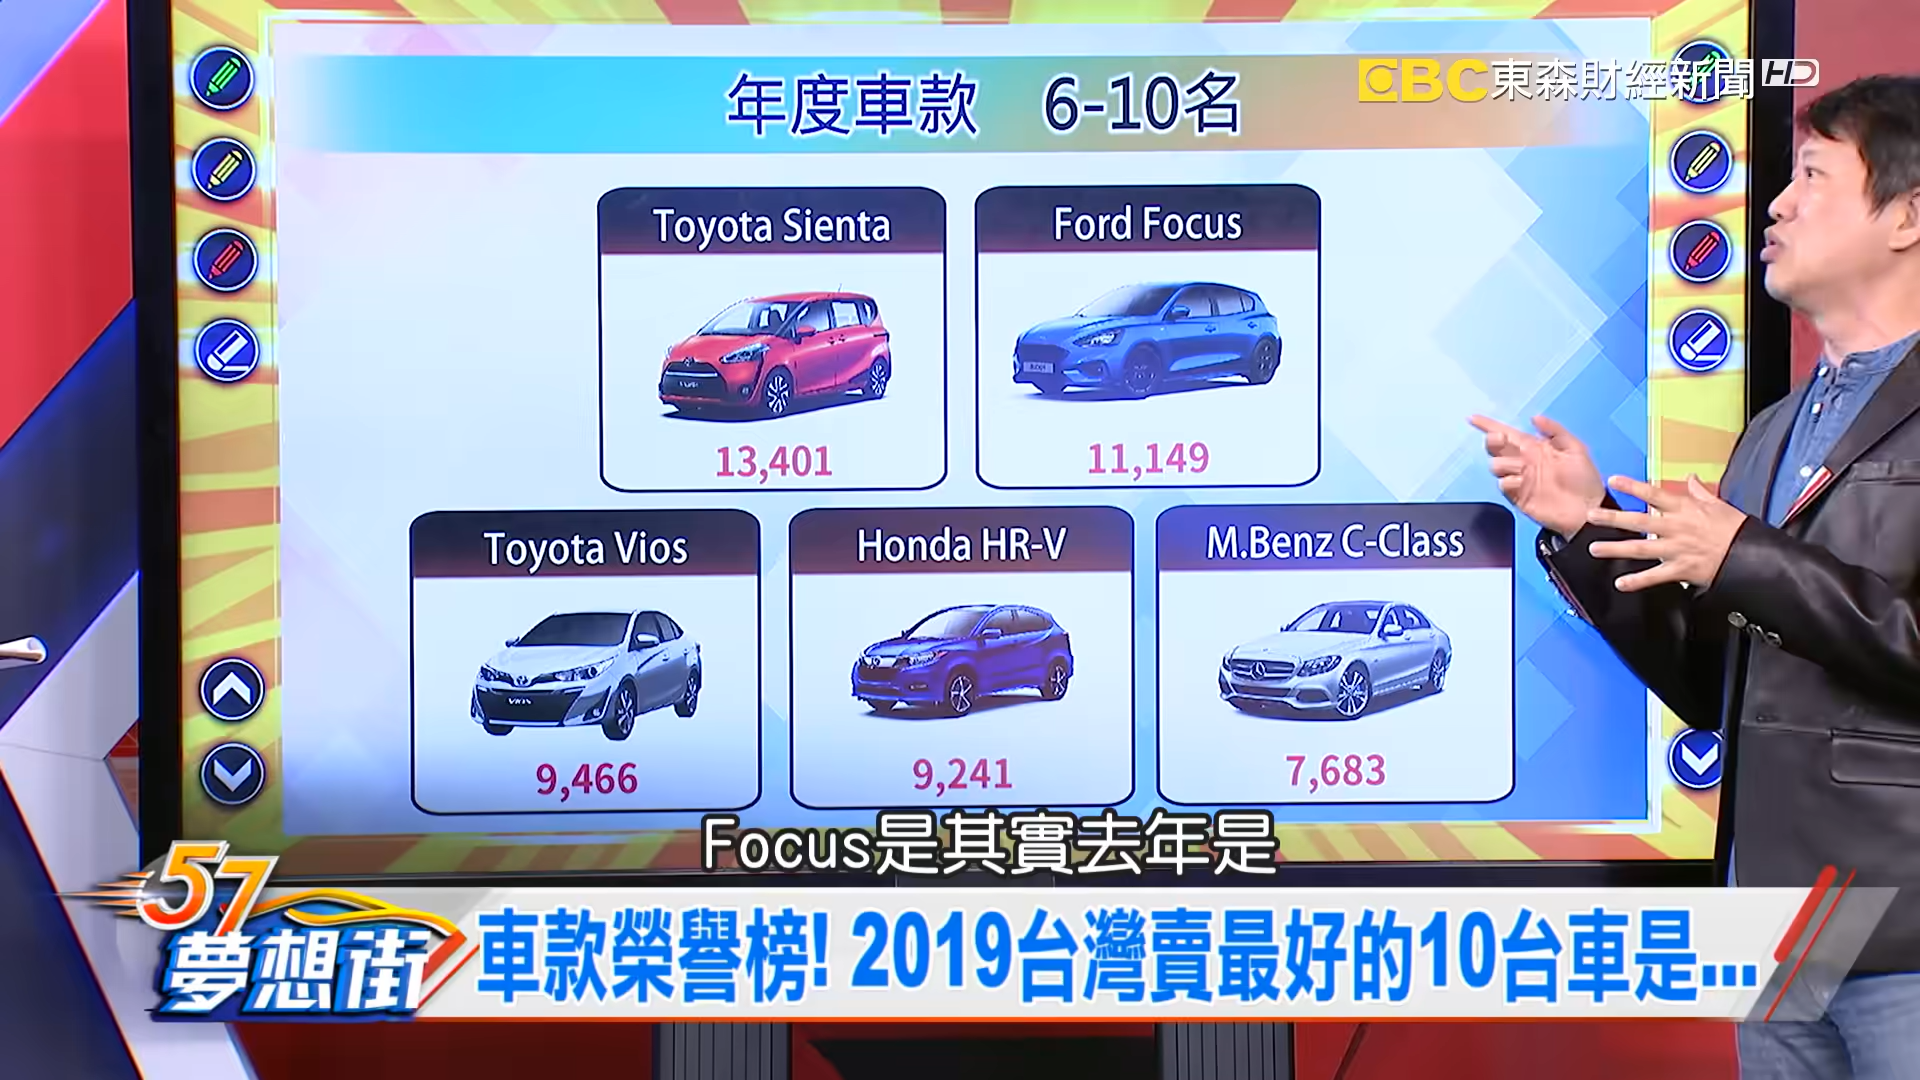 年度車款 6-10名
EBC 東森財經新聞 HD
Toyota Sienta
13,401
Ford Focus
11,149
Toyota Vios
VIOS
9,466
Honda HR-V
9,241
M.Benz C-Class
7,683
Focus是其實去年是
57
夢想街
車款榮譽榜! 2019台灣賣最好的10台車是...